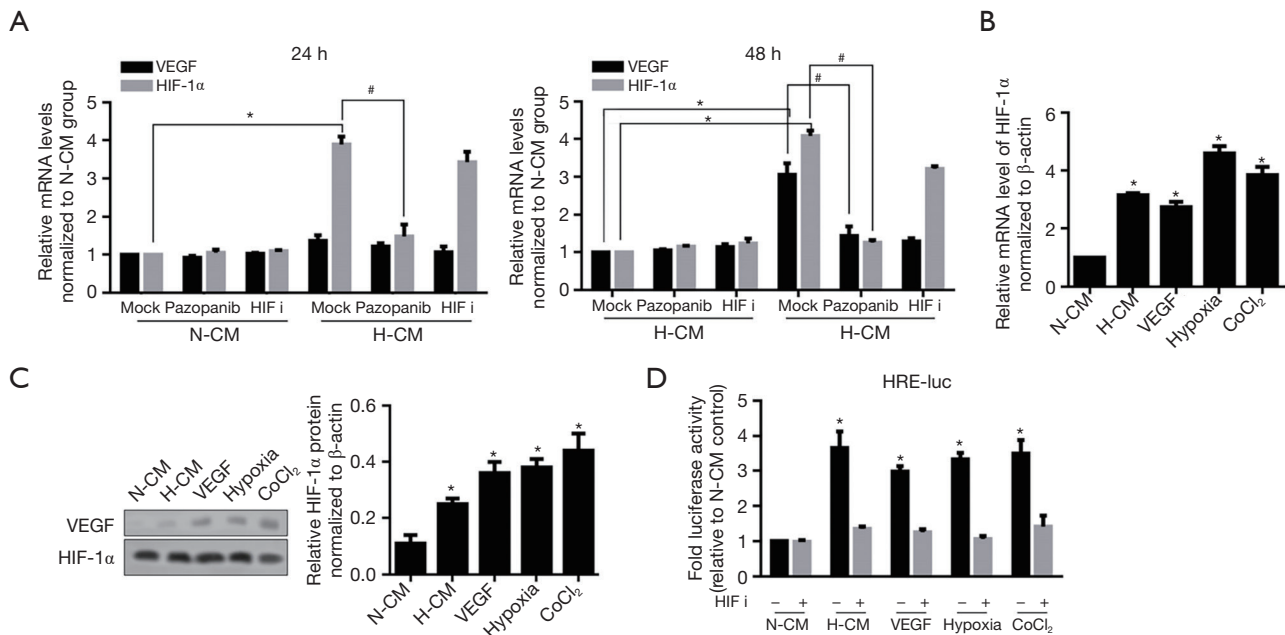 A
24 h
VEGF
HIF-1α
Relative mRNA levels
normalized to N-CM group
5
4
3
2
1
0
*
#
Mock Pazopanib HIF i Mock Pazopanib HIF i
N-CM H-CM
48 h
VEGF
HIF-1α
Relative mRNA levels
normalized to N-CM group
5
4
3
2
1
0
*
*
#
#
Mock Pazopanib HIF i Mock Pazopanib HIF i
H-CM H-CM
B
Relative mRNA level of HIF-1α
normalized to β-actin
6
4
2
0
* * * *
N-CM H-CM VEGF Hypoxia CoCl₂
C
N-CM H-CM VEGF Hypoxia CoCl₂
VEGF
HIF-1α
Relative HIF-1α protein
normalized to β-actin
0.6
0.4
0.2
0.0
* * * *
N-CM H-CM VEGF Hypoxia CoCl₂
D
HRE-luc
Fold luciferase activity
(relative to N-CM control)
5
4
3
2
1
0
* * * *
HIF i – + – + – + – + – +
N-CM H-CM VEGF Hypoxia CoCl₂